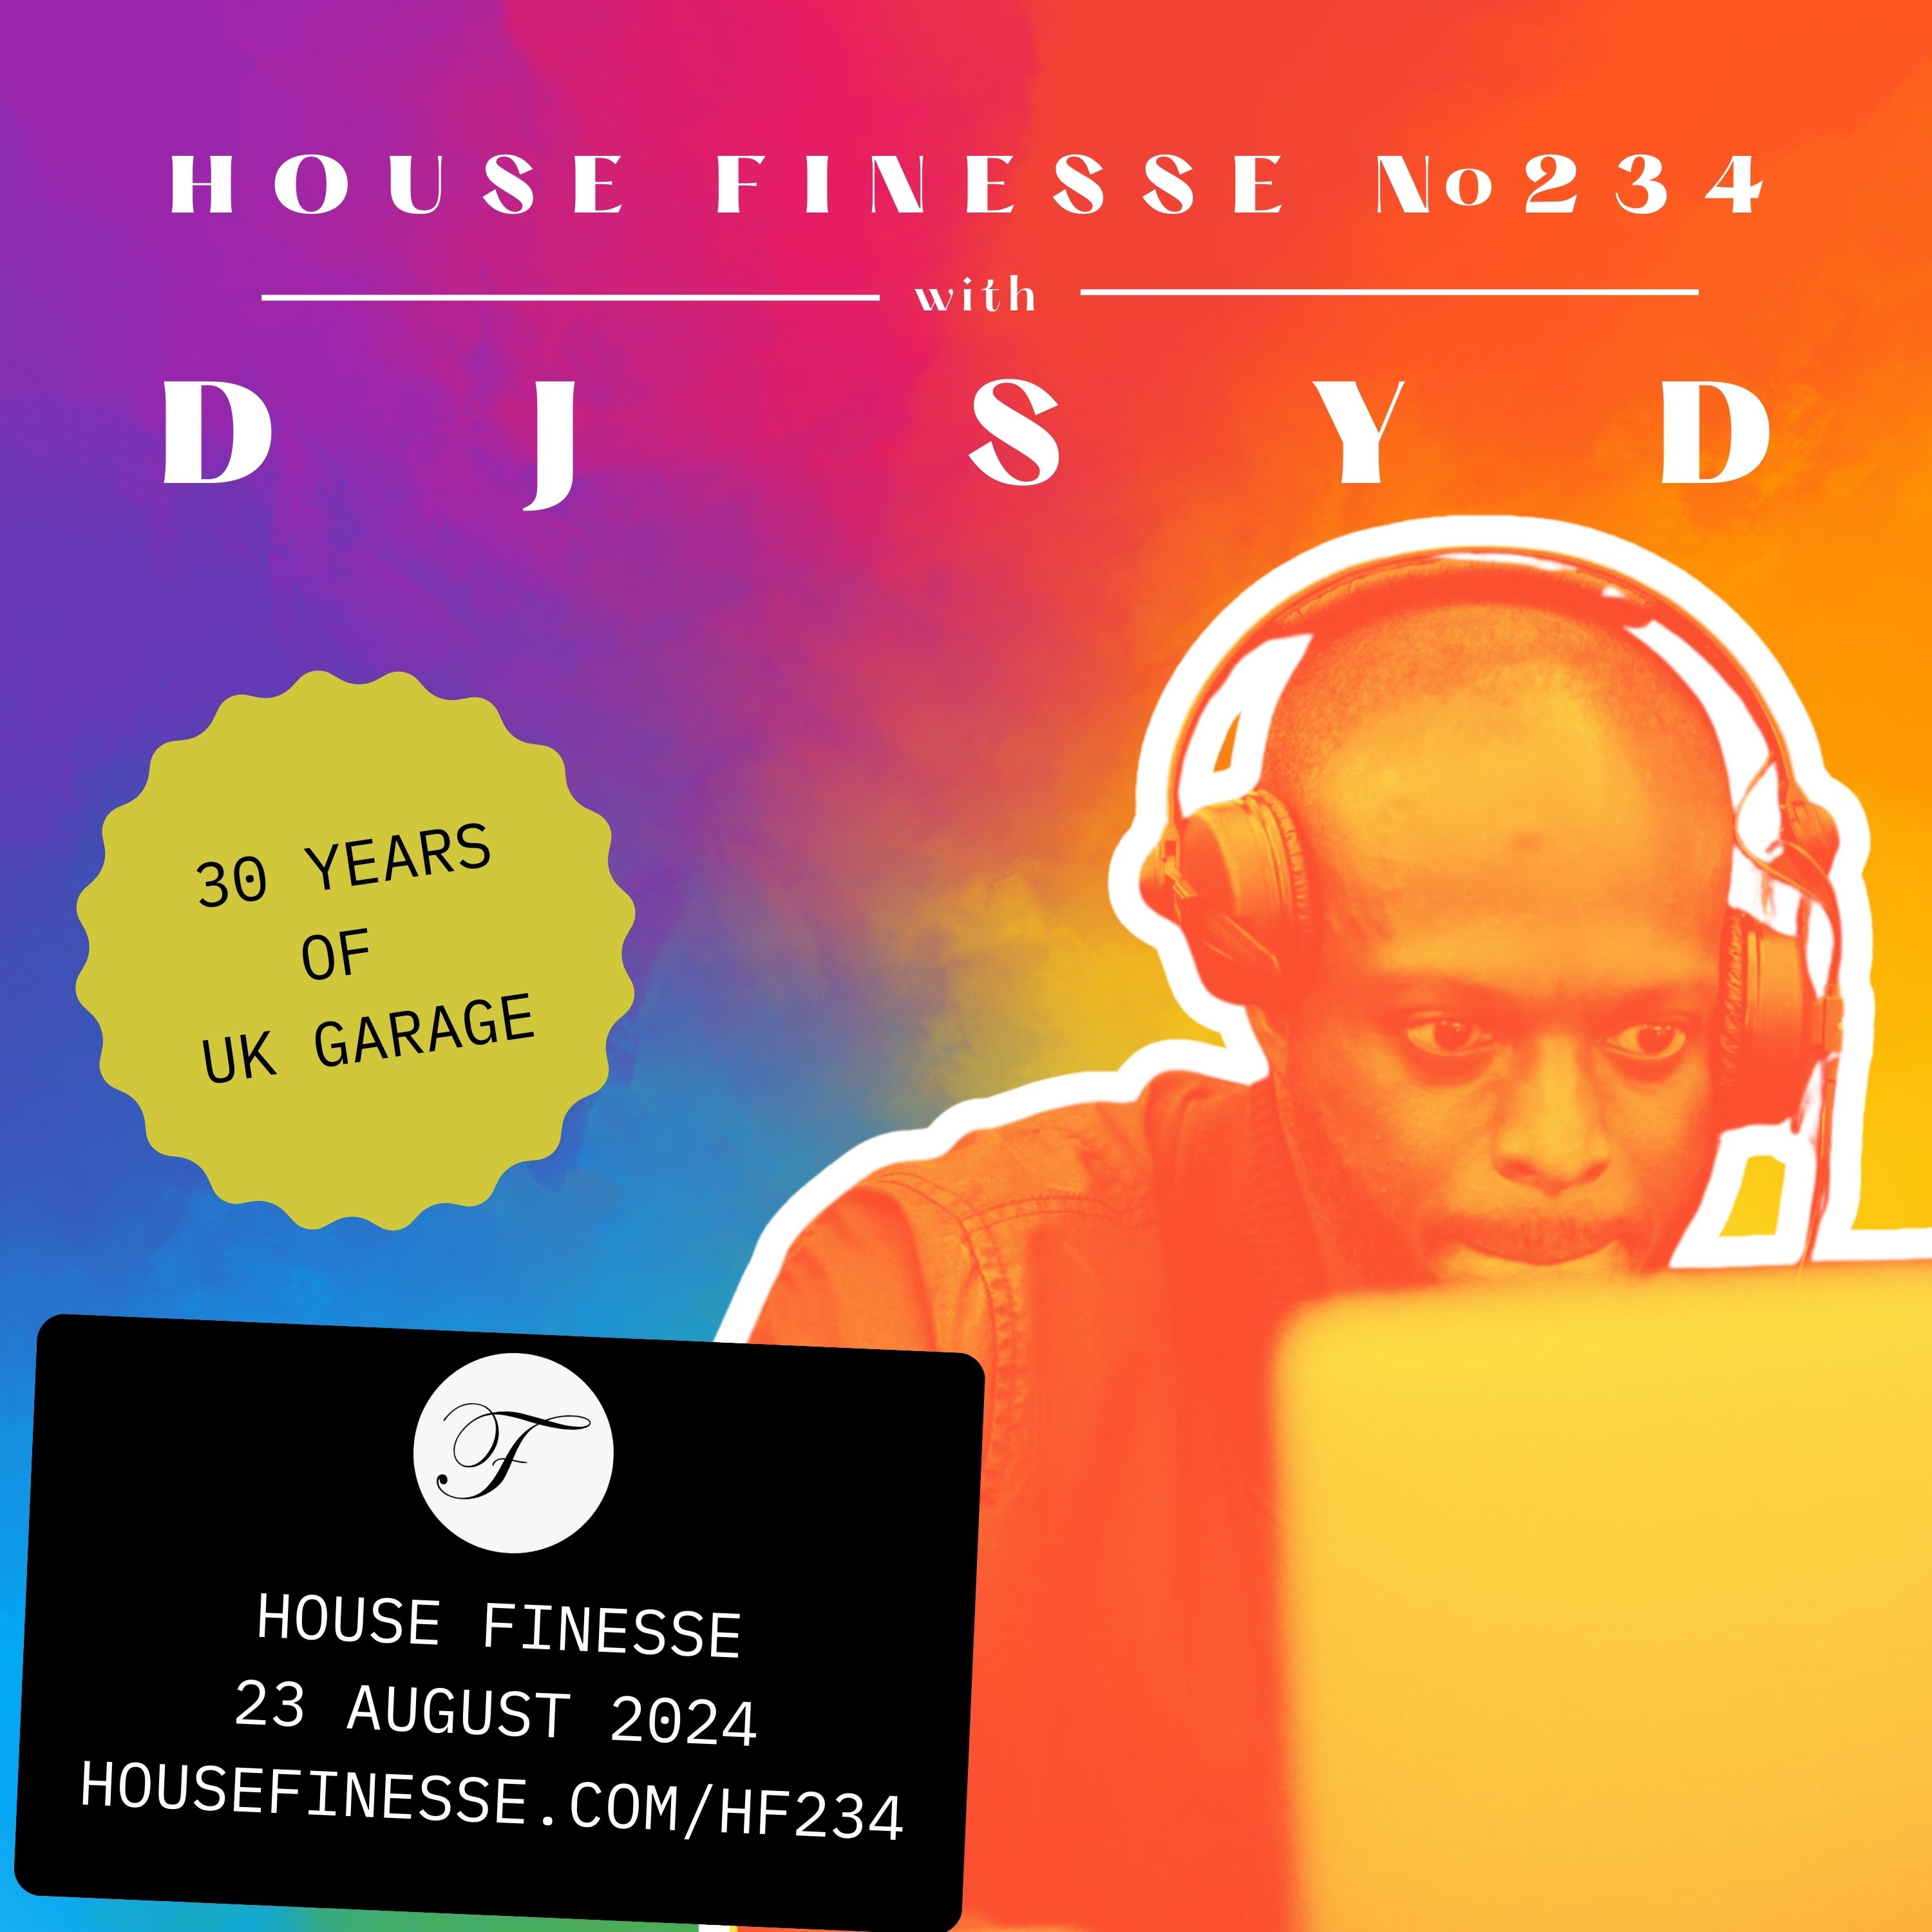 HOUSE FINESSE No234
with
DJ SYD
30 YEARS
OF
UK GARAGE
F
HOUSE FINESSE
23 AUGUST 2024
HOUSEFINESSE.COM/HF234